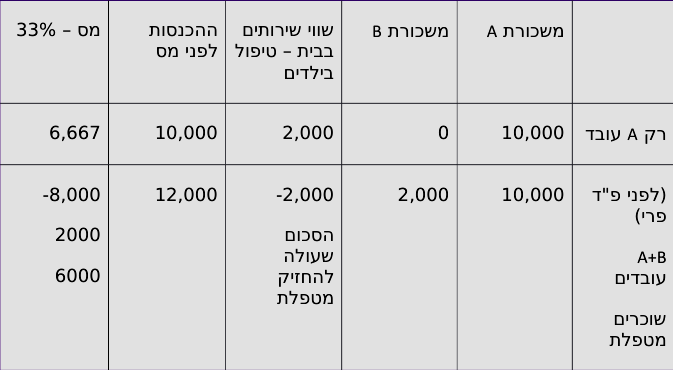 משכורת A
משכורת B
שווי שירותים
בבית – טיפול
בילדים
ההכנסות
לפני מס
מס – 33%
רק A עובד
10,000
0
2,000
10,000
6,667
(לפני פ"ד
פרי)
A+B
עובדים
שוכרים
מטפלת
10,000
2,000
-2,000
הסכום
שעולה
להחזיק
מטפלת
12,000
8,000-
2000
6000